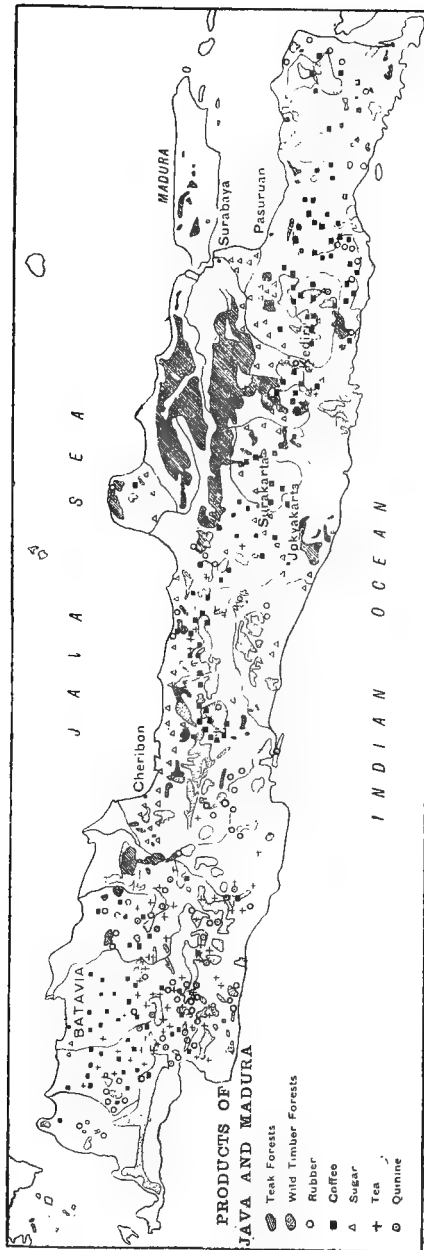 JAVA SEA
MADURA
Surabaya
Pasuruan
Cheribon
BATAVIA
Kediri
Surakarta
Jokyakarta
INDIAN OCEAN
PRODUCTS OF
JAVA AND MADURA
Teak Forests
Wild Timber Forests
Rubber
Coffee
Sugar
Tea
Quinine